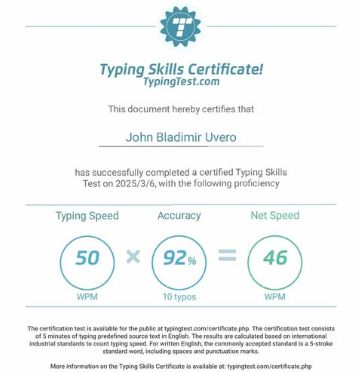 T
Typing Skills Certificate!
TypingTest.com
This document hereby certifies that
John Bladimir Uvero
has successfully completed a certified Typing Skills
Test on 2025/3/6, with the following proficiency
Typing Speed Accuracy Net Speed
50 × 92% = 46
WPM 10 typos WPM
The certification test is available for the public at typingtest.com/certificate.php. The certification test consists
of 5 minutes of typing predefined source text in English. The results are calculated based on international
industrial standards to count typing speed. For written English, the commonly accepted standard is a 5-stroke
standard word, including spaces and punctuation marks.
More information on the Typing Skills Certificate is available at: typingtest.com/certificate.php